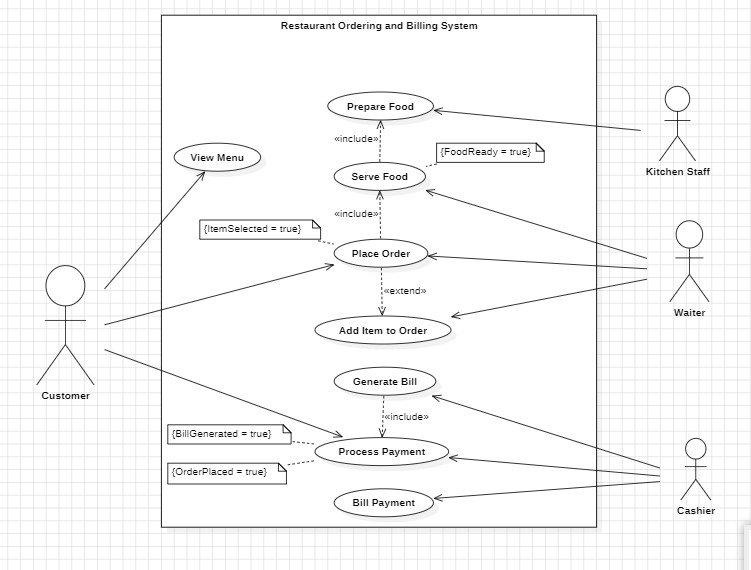 Restaurant Ordering and Billing System
Prepare Food
«include»
{FoodReady = true}
View Menu
Serve Food
Kitchen Staff
«include»
{ItemSelected = true}
Place Order
«extend»
Waiter
Add Item to Order
Generate Bill
Customer
«include»
{BillGenerated = true}
Process Payment
{OrderPlaced = true}
Bill Payment
Cashier